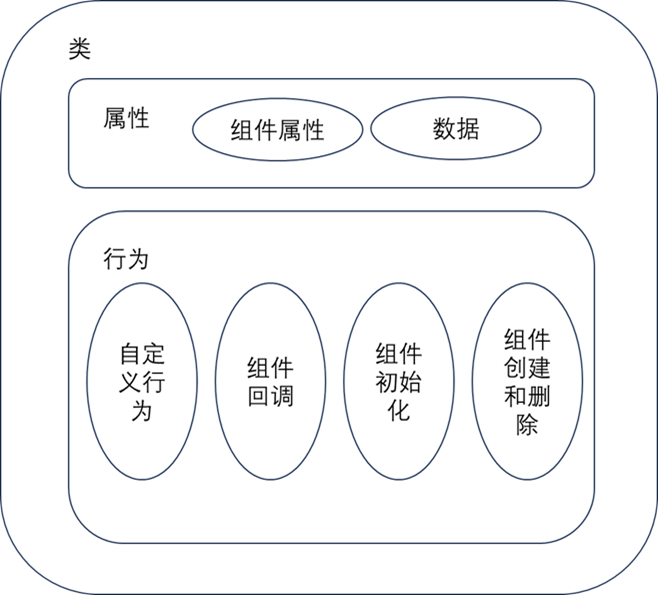 类
属性
组件属性
数据
行为
自定
义行
为
组件
回调
组件
初始
化
组件
创建
和删
除